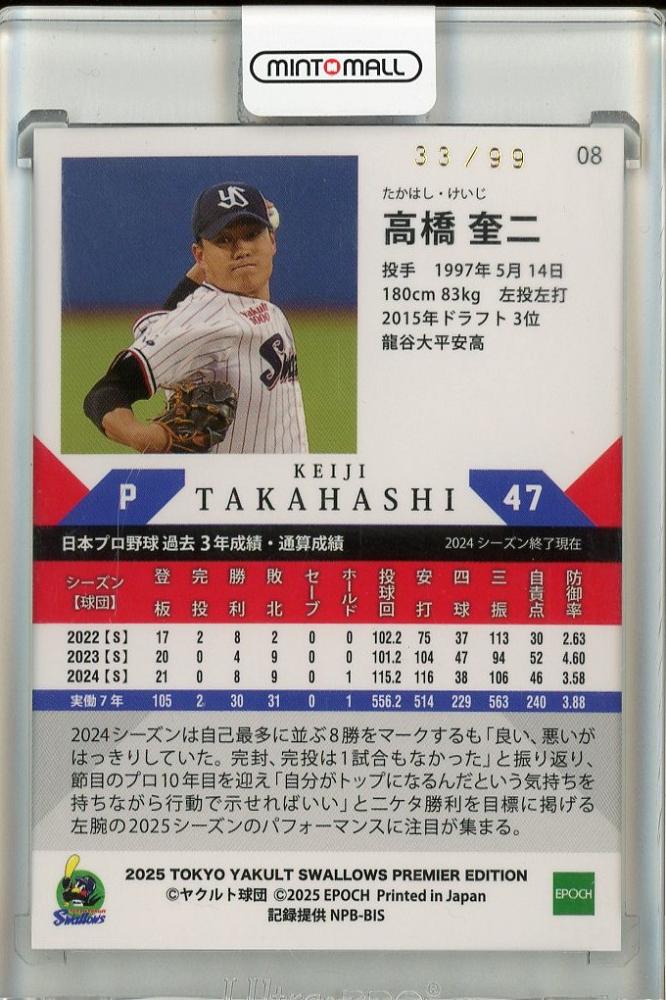 MINTOMALL
33/99
08
たかはし・けいじ
高橋 奎二
投手 1997年 5月 14日
180cm 83kg 左投左打
2015年ドラフト 3位
龍谷大平安高
KEIJI
P TAKAHASHI 47
日本プロ野球 過去 3年成績・通算成績 2024 シーズン終了現在
シーズン【球団】 登板 完投 勝利 敗北 セーブ ホールド 投球回 安打 四球 三振 自責点 防御率
2022【S】 17 2 8 2 0 0 102.2 75 37 113 30 2.63
2023【S】 20 0 4 9 0 0 101.2 104 47 94 52 4.60
2024【S】 21 0 8 9 0 1 115.2 116 38 106 46 3.58
実働 7 年 105 2 30 31 0 1 556.2 514 229 563 240 3.88
2024シーズンは自己最多に並ぶ8勝をマークするも「良い、悪いが
はっきりしていた。完封、完投は1試合もなかった」と振り返り、
節目のプロ10年目を迎え「自分がトップになるんだという気持ちを
持ちながら行動で示せればいい」と二ケタ勝利を目標に掲げる
左腕の2025シーズンのパフォーマンスに注目が集まる。
2025 TOKYO YAKULT SWALLOWS PREMIER EDITION
©ヤクルト球団 ©2025 EPOCH Printed in Japan
記録提供 NPB-BIS
Swallows
EPOCH